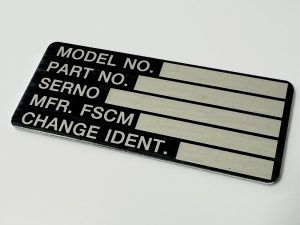 MODEL NO.
PART NO.
SERNO
MFR. FSCM
CHANGE IDENT.